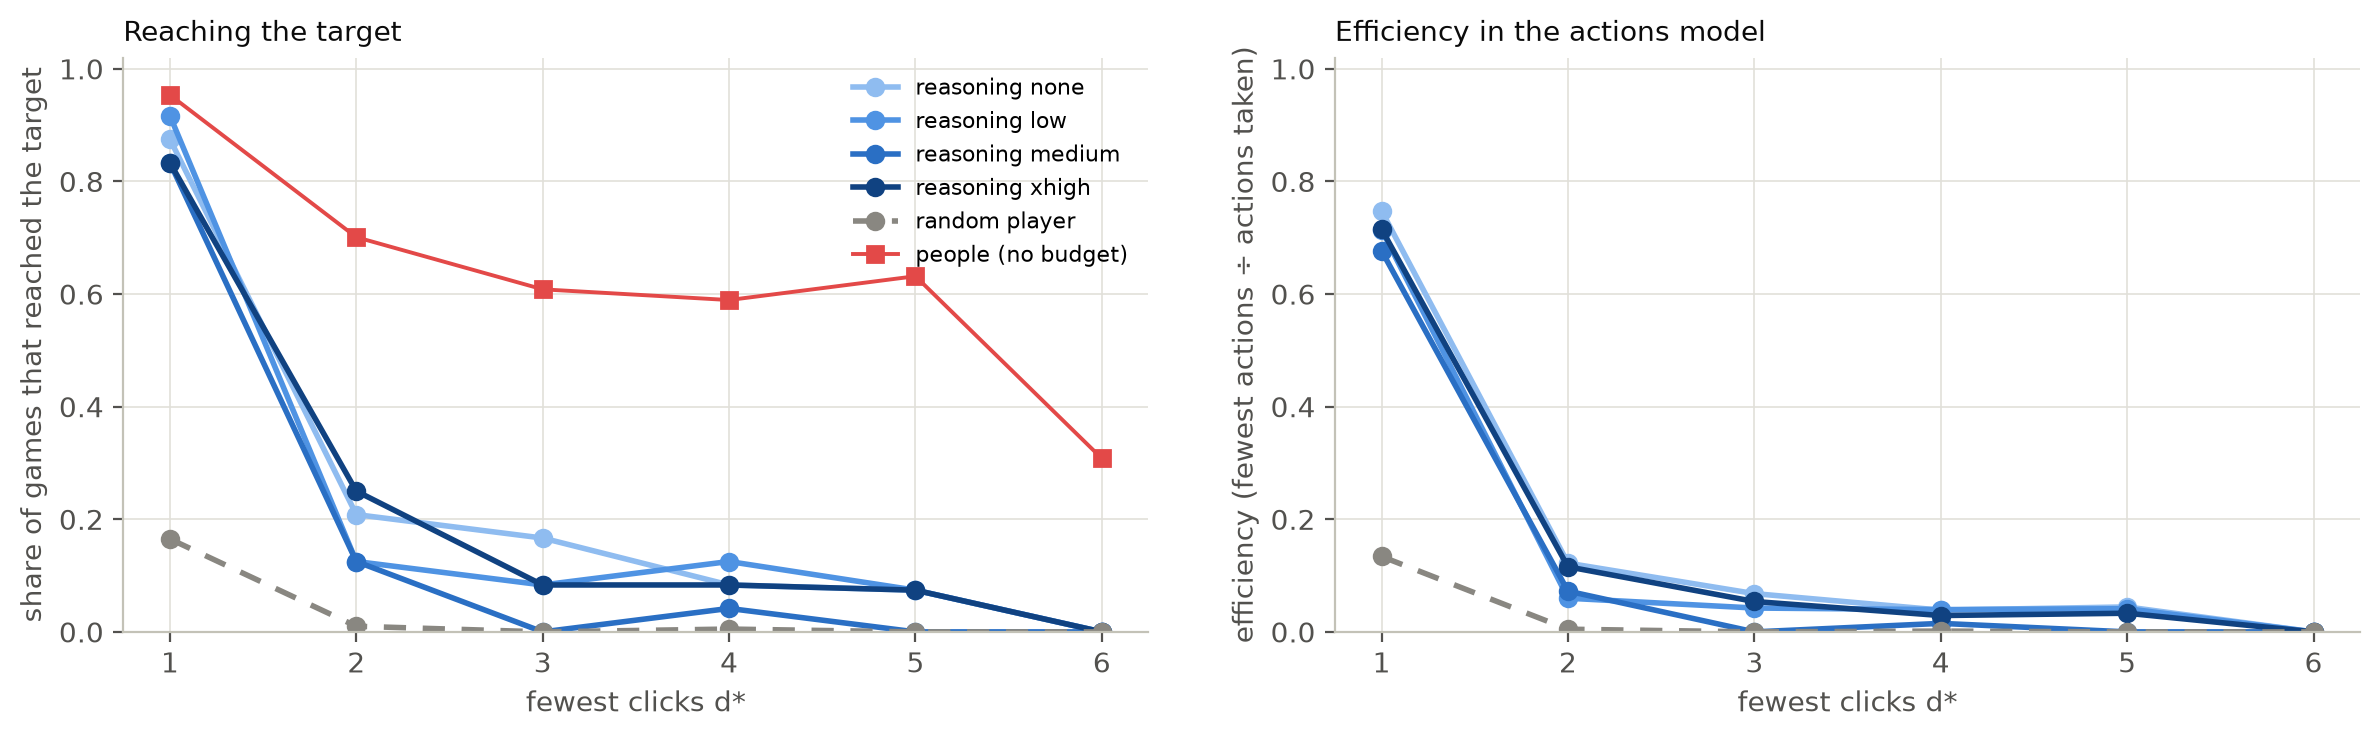 Reaching the target
share of games that reached the target
1.0
0.8
0.6
0.4
0.2
0.0
1 2 3 4 5 6
fewest clicks d*
reasoning none
reasoning low
reasoning medium
reasoning xhigh
random player
people (no budget)
Efficiency in the actions model
efficiency (fewest actions ÷ actions taken)
1.0
0.8
0.6
0.4
0.2
0.0
1 2 3 4 5 6
fewest clicks d*